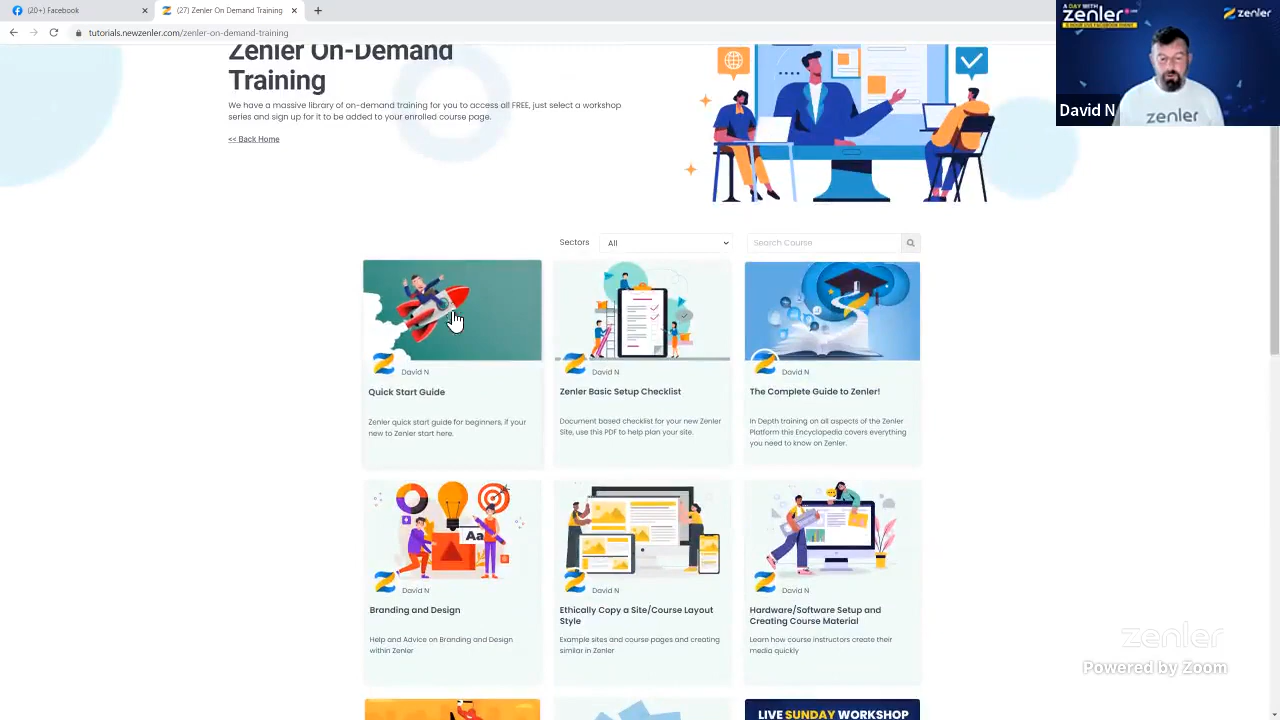 (20+) Facebook
(27) Zenler On Demand Training
tutorials.newzenler.com/zenler-on-demand-training
A DAY WITH
zenler
LIVE
zenler
zenler
David N
Zenler On-Demand
Training
We have a massive library of on-demand training for you to access all FREE, just select a workshop
series and sign up for it to be added to your enrolled course page.
<< Back Home
Sectors
All
Search Course
David N
Quick Start Guide
Zenler quick start guide for beginners, if your
new to Zenler start here.
David N
Zenler Basic Setup Checklist
Document based checklist for your new Zenler
Site, use this PDF to help plan your site.
David N
The Complete Guide to Zenler!
In Depth training on all aspects of the Zenler
Platform this Encyclopedia covers everything
you need to know on Zenler.
Aa
David N
Branding and Design
Help and Advice on Branding and Design
within Zenler
David N
Ethically Copy a Site/Course Layout
Style
Example sites and course pages and creating
similar in Zenler
David N
Hardware/Software Setup and
Creating Course Material
Learn how course instructors create their
media quickly
LIVE SUNDAY WORKSHOP
zenler
Powered by Zoom